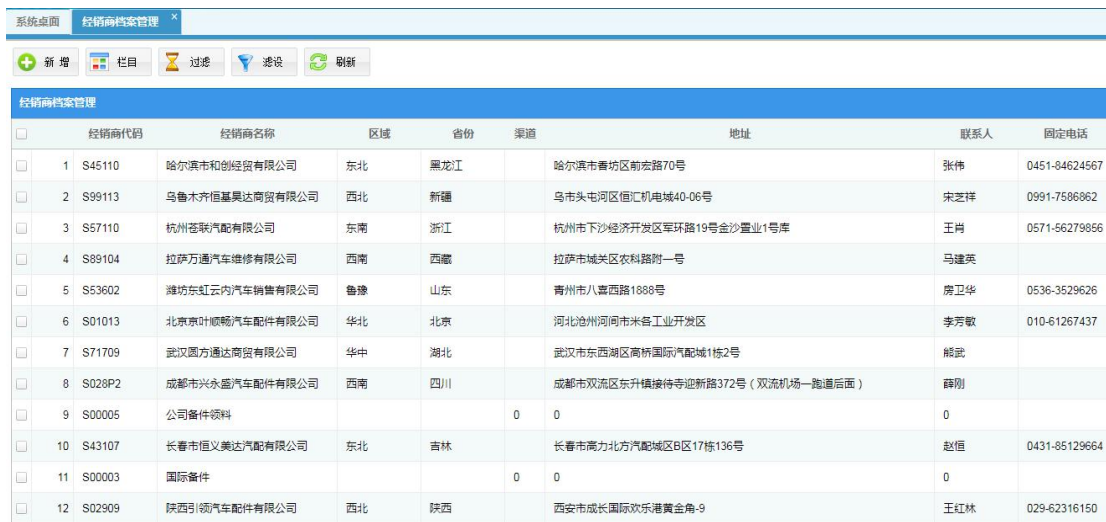 系统桌面 经销商档案管理 ×
新增 栏目 过滤 滤设 刷新
经销商档案管理
经销商代码 经销商名称 区域 省份 渠道 地址 联系人 固定电话
1 S45110 哈尔滨市和创经贸有限公司 东北 黑龙江 哈尔滨市香坊区前宏路70号 张伟 0451-84624567
2 S99113 乌鲁木齐恒基昊达商贸有限公司 西北 新疆 乌市头屯河区恒汇机电城40-06号 宋芝祥 0991-7586862
3 S57110 杭州苍联汽配有限公司 东南 浙江 杭州市下沙经济开发区军环路19号金沙置业1号库 王肖 0571-56279856
4 S89104 拉萨万通汽车维修有限公司 西南 西藏 拉萨市城关区农科路附一号 马建英
5 S53602 潍坊东虹云内汽车销售有限公司 鲁豫 山东 青州市八喜西路1888号 房卫华 0536-3529626
6 S01013 北京京叶顺畅汽车配件有限公司 华北 北京 河北沧州河间市米各工业开发区 李芳敏 010-61267437
7 S71709 武汉圆方通达商贸有限公司 华中 湖北 武汉市东西湖区高桥国际汽配城1栋2号 熊武
8 S028P2 成都市兴永盛汽车配件有限公司 西南 四川 成都市双流区东升镇接待寺迎新路372号（双流机场一跑道后面） 薛刚
9 S00005 公司备件领料 0 0 0
10 S43107 长春市恒义美达汽配有限公司 东北 吉林 长春市高力北方汽配城区B区17栋136号 赵恒 0431-85129664
11 S00003 国际备件 0 0 0
12 S02909 陕西引领汽车配件有限公司 西北 陕西 西安市成长国际欢乐港黄金角-9 王红林 029-62316150